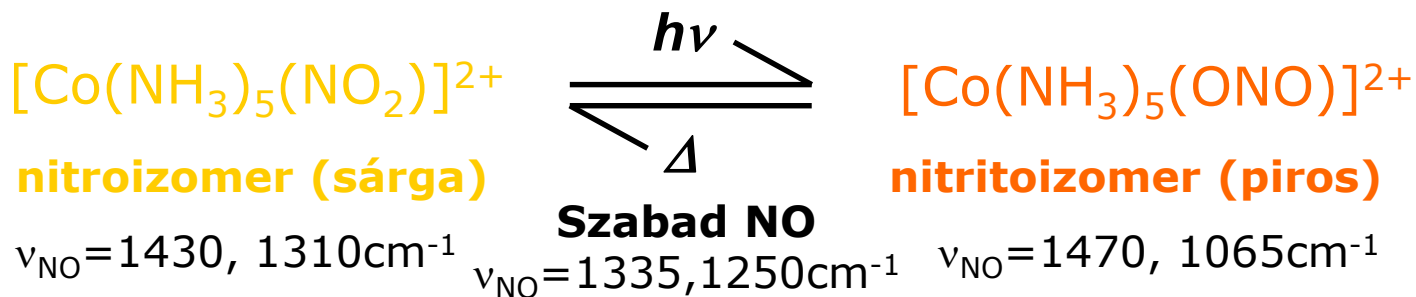 hν
[Co(NH₃)₅(NO₂)]²⁺ [Co(NH₃)₅(ONO)]²⁺
Δ
nitroizomer (sárga) nitritoizomer (piros)
Szabad NO
νNO=1430, 1310cm⁻¹ νNO=1335,1250cm⁻¹ νNO=1470, 1065cm⁻¹